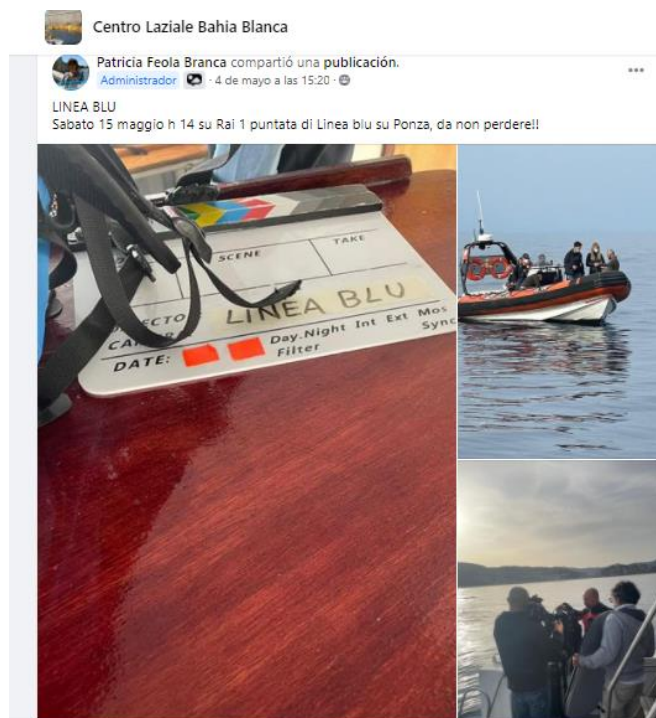 Centro Laziale Bahia Blanca
Patricia Feola Branca compartió una publicación.
Administrador · 4 de mayo a las 15:20 ·
LINEA BLU
Sabato 15 maggio h 14 su Rai 1 puntata di Linea blu su Ponza, da non perdere!!
SCENE
TAKE
LINEA BLU
DATE:
Day.Night Int Ext Mos
Filter
Sync